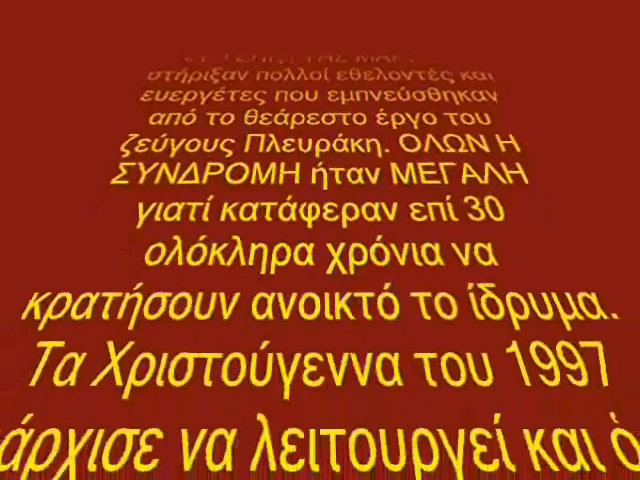 στήριξαν πολλοί εθελοντές και
ευεργέτες που εμπνεύσθηκαν
από το θεάρεστο έργο του
ζεύγους Πλευράκη. ΟΛΩΝ Η
ΣΥΝΔΡΟΜΗ ήταν ΜΕΓΑΛΗ
γιατί κατάφεραν επί 30
ολόκληρα χρόνια να
κρατήσουν ανοικτό το ίδρυμα.
Τα Χριστούγεννα του 1997
άρχισε να λειτουργεί και